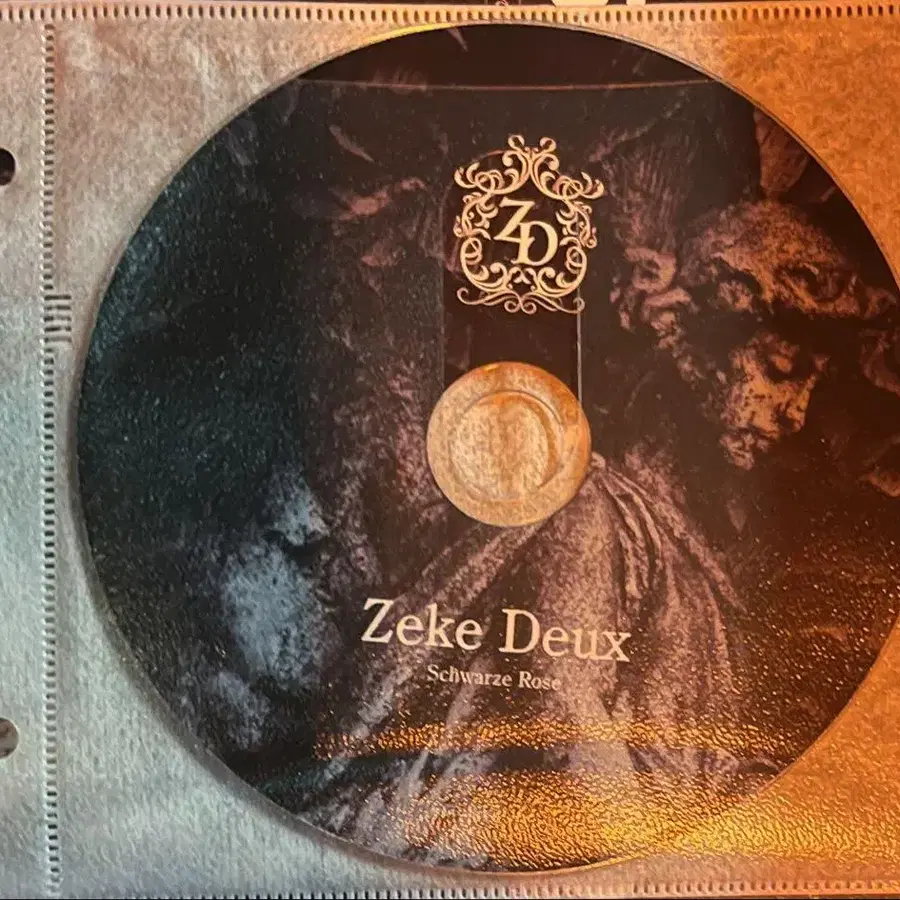 ZD
Zeke Deux
Schwarze Rose